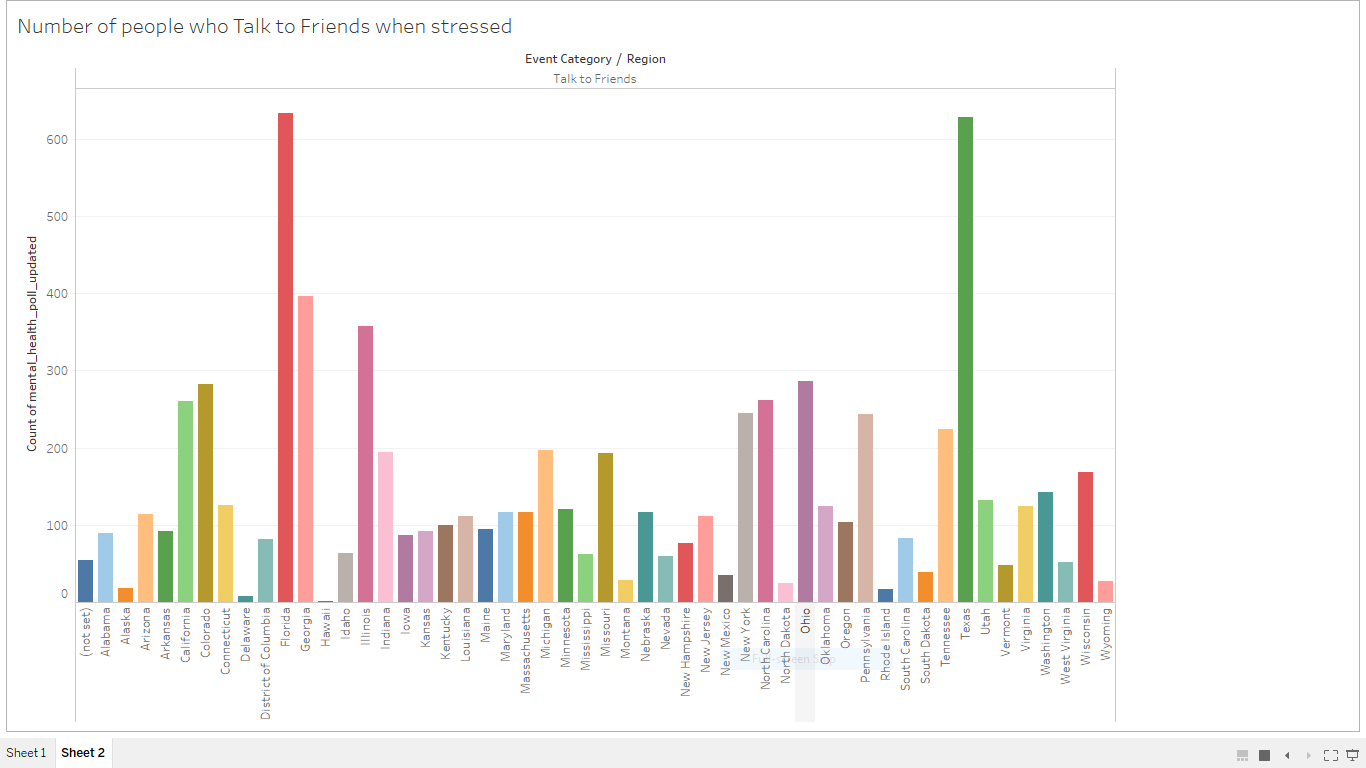 Number of people who Talk to Friends when stressed
Event Category / Region
Talk to Friends
Count of mental_health_poll_updated
600
500
400
300
200
100
0
(not set)
Alabama
Alaska
Arizona
Arkansas
California
Colorado
Connecticut
Delaware
District of Columbia
Florida
Georgia
Hawaii
Idaho
Illinois
Indiana
Iowa
Kansas
Kentucky
Louisiana
Maine
Maryland
Massachusetts
Michigan
Minnesota
Mississippi
Missouri
Montana
Nebraska
Nevada
New Hampshire
New Jersey
New Mexico
New York
North Carolina
North Dakota
Ohio
Oklahoma
Oregon
Pennsylvania
Rhode Island
South Carolina
South Dakota
Tennessee
Texas
Utah
Vermont
Virginia
Washington
West Virginia
Wisconsin
Wyoming
Sheet 1
Sheet 2